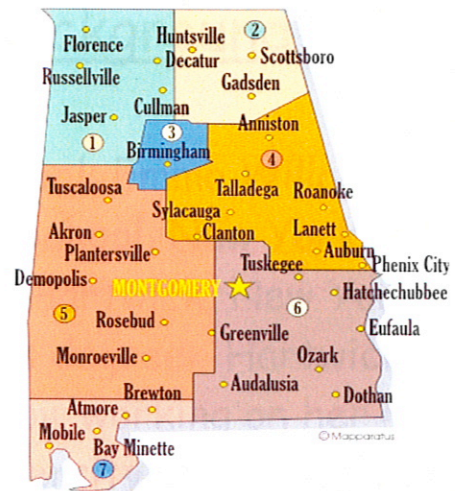 Florence
Huntsville
2
Decatur
Scottsboro
Russellville
Gadsden
Cullman
Jasper
Anniston
1
3
Birmingham
4
Talladega
Tuscaloosa
Roanoke
Sylacauga
Akron
Clanton
Lanett
Plantersville
Auburn
Tuskegee
Phenix City
Demopolis
MONTGOMERY
Hatchechubbee
5
6
Rosebud
Greenville
Eufaula
Monroeville
Ozark
Audalusia
Brewton
Dothan
Atmore
Mobile
Bay Minette
7
© Mapparatus